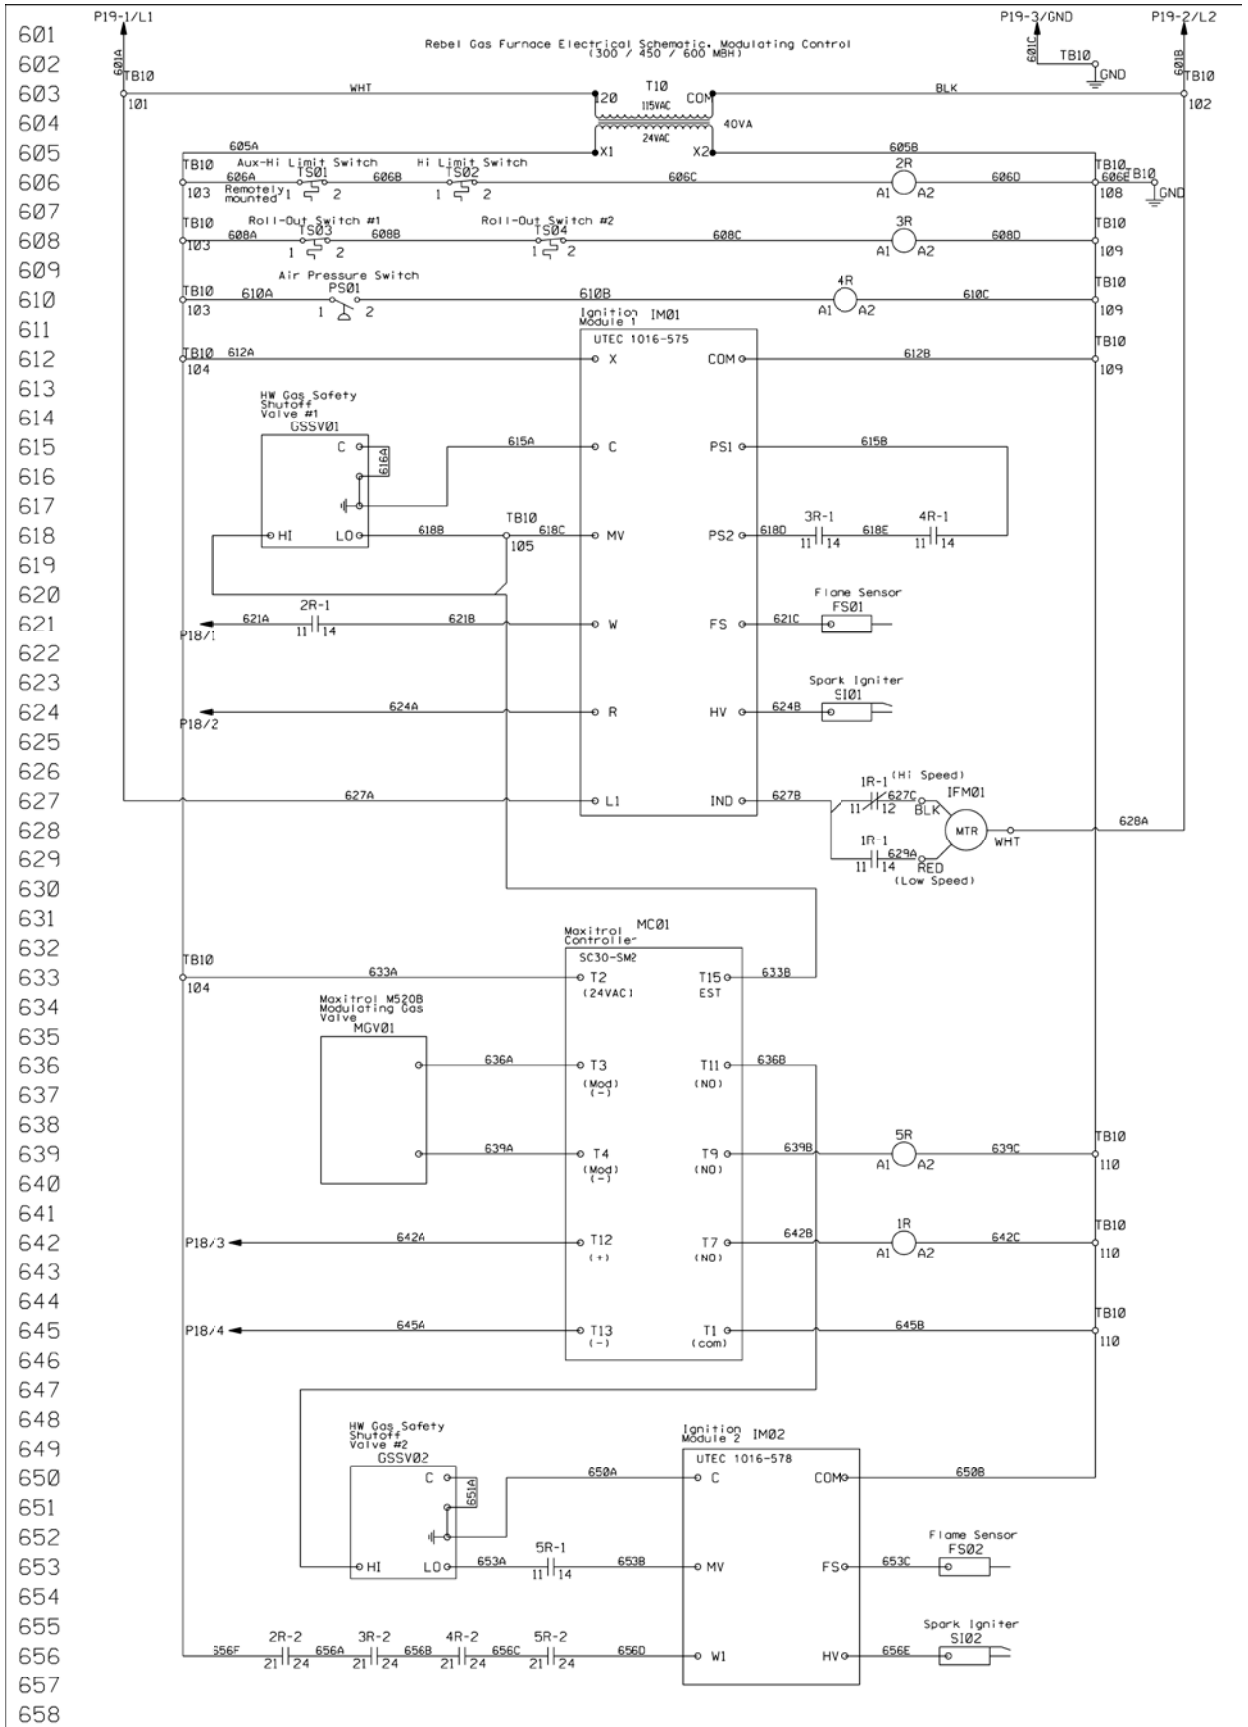 P19-1/L1 P19-3/GND P19-2/L2
601
601A 601C 601B
Rebel Gas Furnace Electrical Schematic, Modulating Control
(300 / 450 / 600 MBH)
602 TB10
TB10 GND TB10
603 WHT T10 BLK
101 120 115VAC COM 102
604 40VA
24VAC
605 605A X1 X2 605B
TB10 Aux-Hi Limit Switch Hi Limit Switch 2R TB10 TB10
606 606A TS01 606B TS02 606C 606D 606E
103 Remotely mounted 1 2 1 2 A1 A2 108 GND
607
TB10 Roll-Out Switch #1 Roll-Out Switch #2 3R TB10
608 608A TS03 608B TS04 608C 608D
103 1 2 1 2 A1 A2 109
609
Air Pressure Switch
TB10 PS01 4R TB10
610 610A 610B 610C
103 1 2 A1 A2 109
611
Ignition Module 1 IM01
UTEC 1016-575
TB10 TB10
612 612A X COM 612B
104 109
613
HW Gas Safety
Shutoff
Valve #1
614
GSSV01
615 C 615A C PS1 615B
616 616A
617
TB10 3R-1 4R-1
618 HI LO 618B 618C MV PS2 618D 618E
105 11 14 11 14
619
620
2R-1 Flame Sensor
FS01
621 621A 621B W FS 621C
P18/1 11 14
622
623
Spark Igniter
SI01
624 624A R HV 624B
P18/2
625
626
1R-1 (Hi Speed)
IFM01
627 627A L1 IND 627B 627C
11 12 BLK
628 MTR 628A
WHT
1R-1
629 629A
11 14 RED
(Low Speed)
630
631
Maxitrol
Controller
MC01
632
SC30-SM2
TB10
633 633A T2 T15 633B
104 (24VAC) EST
634
Maxitrol M520B
Modulating Gas
Valve
MGV01
635
636 636A T3 T11 636B
(Mod) (NO)
(-)
637
638
5R TB10
639 639A T4 T9 639B 639C
(Mod) (NO) A1 A2 110
(-)
640
641
1R TB10
642 P18/3 642A T12 T7 642B 642C
(+) (NO) A1 A2 110
643
644
TB10
645 P18/4 645A T13 T1 645B
(-) (com) 110
646
647
648
HW Gas Safety
Shutoff
Valve #2
GSSV02
Ignition
Module 2 IM02
UTEC 1016-578
649
650 C 650A C COM 650B
651 651A
652
5R-1 Flame Sensor
FS02
653 HI LO 653A 653B MV FS 653C
11 14
654
655
2R-2 3R-2 4R-2 5R-2 Spark Igniter
SI02
656 656F 656A 656B 656C 656D W1 HV 656E
21 24 21 24 21 24 21 24
657
658